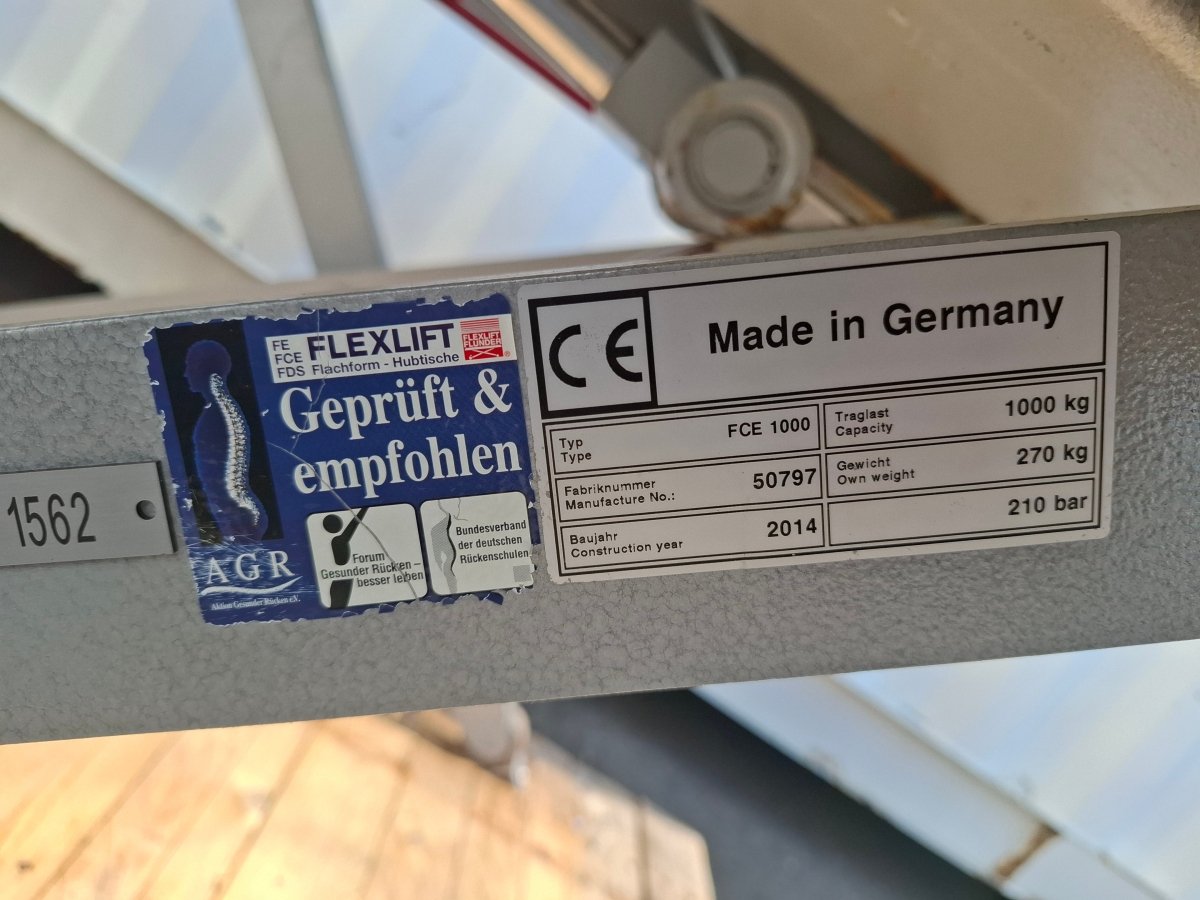 1562
FE
FCE
FDS
FLEXLIFT
Flachform - Hubtische
FLEXLIFT
FLUNDER
®
Geprüft &
empfohlen
AGR
Aktion Gesunder Rücken e.V.
Forum
Gesunder Rücken –
besser leben
Bundesverband
der deutschen
Rückenschulen
CE
Made in Germany
Typ
Type
FCE 1000
Traglast
Capacity
1000 kg
Fabriknummer
Manufacture No.:
50797
Gewicht
Own weight
270 kg
Baujahr
Construction year
2014
210 bar